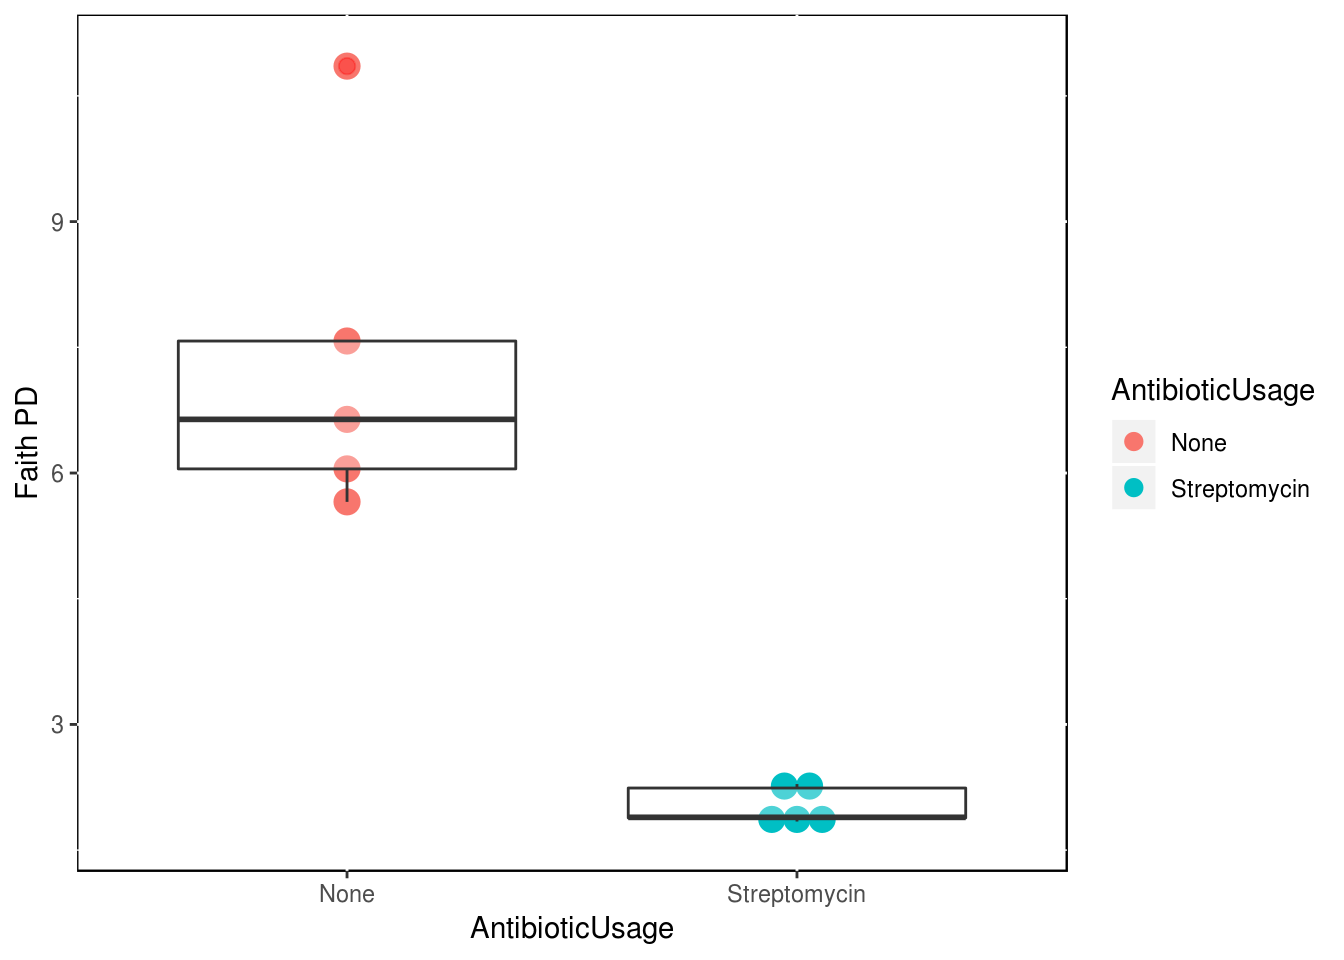 Faith PD
9
6
3
None
Streptomycin
AntibioticUsage
AntibioticUsage
None
Streptomycin